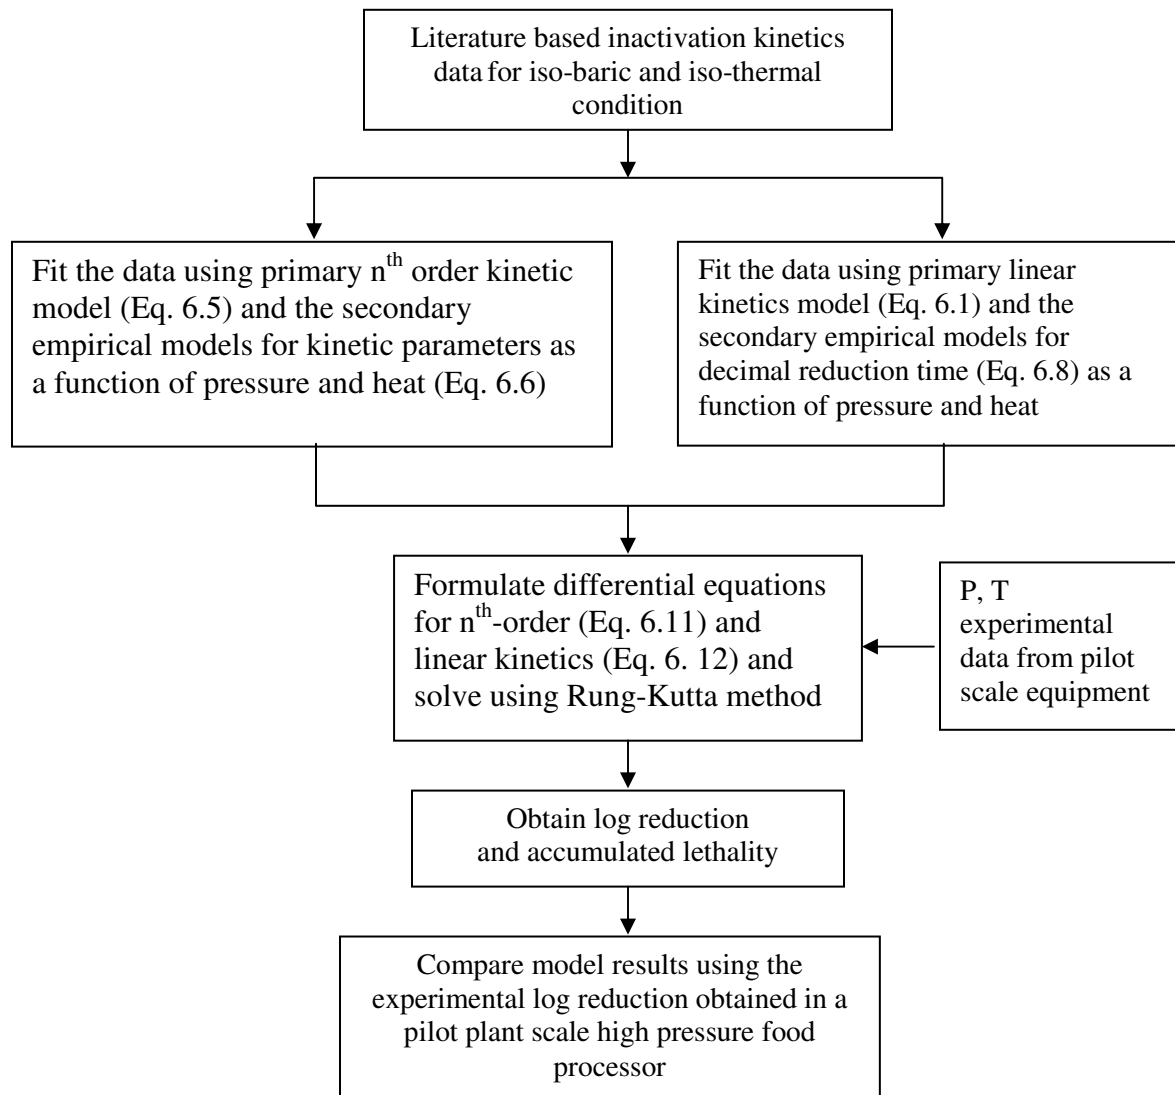 Literature based inactivation kinetics
data for iso-baric and iso-thermal
condition
Fit the data using primary nth order kinetic
model (Eq. 6.5) and the secondary
empirical models for kinetic parameters as
a function of pressure and heat (Eq. 6.6)
Fit the data using primary linear
kinetics model (Eq. 6.1) and the
secondary empirical models for
decimal reduction time (Eq. 6.8) as a
function of pressure and heat
Formulate differential equations
for nth-order (Eq. 6.11) and
linear kinetics (Eq. 6. 12) and
solve using Rung-Kutta method
P, T
experimental
data from pilot
scale equipment
Obtain log reduction
and accumulated lethality
Compare model results using the
experimental log reduction obtained in a
pilot plant scale high pressure food
processor